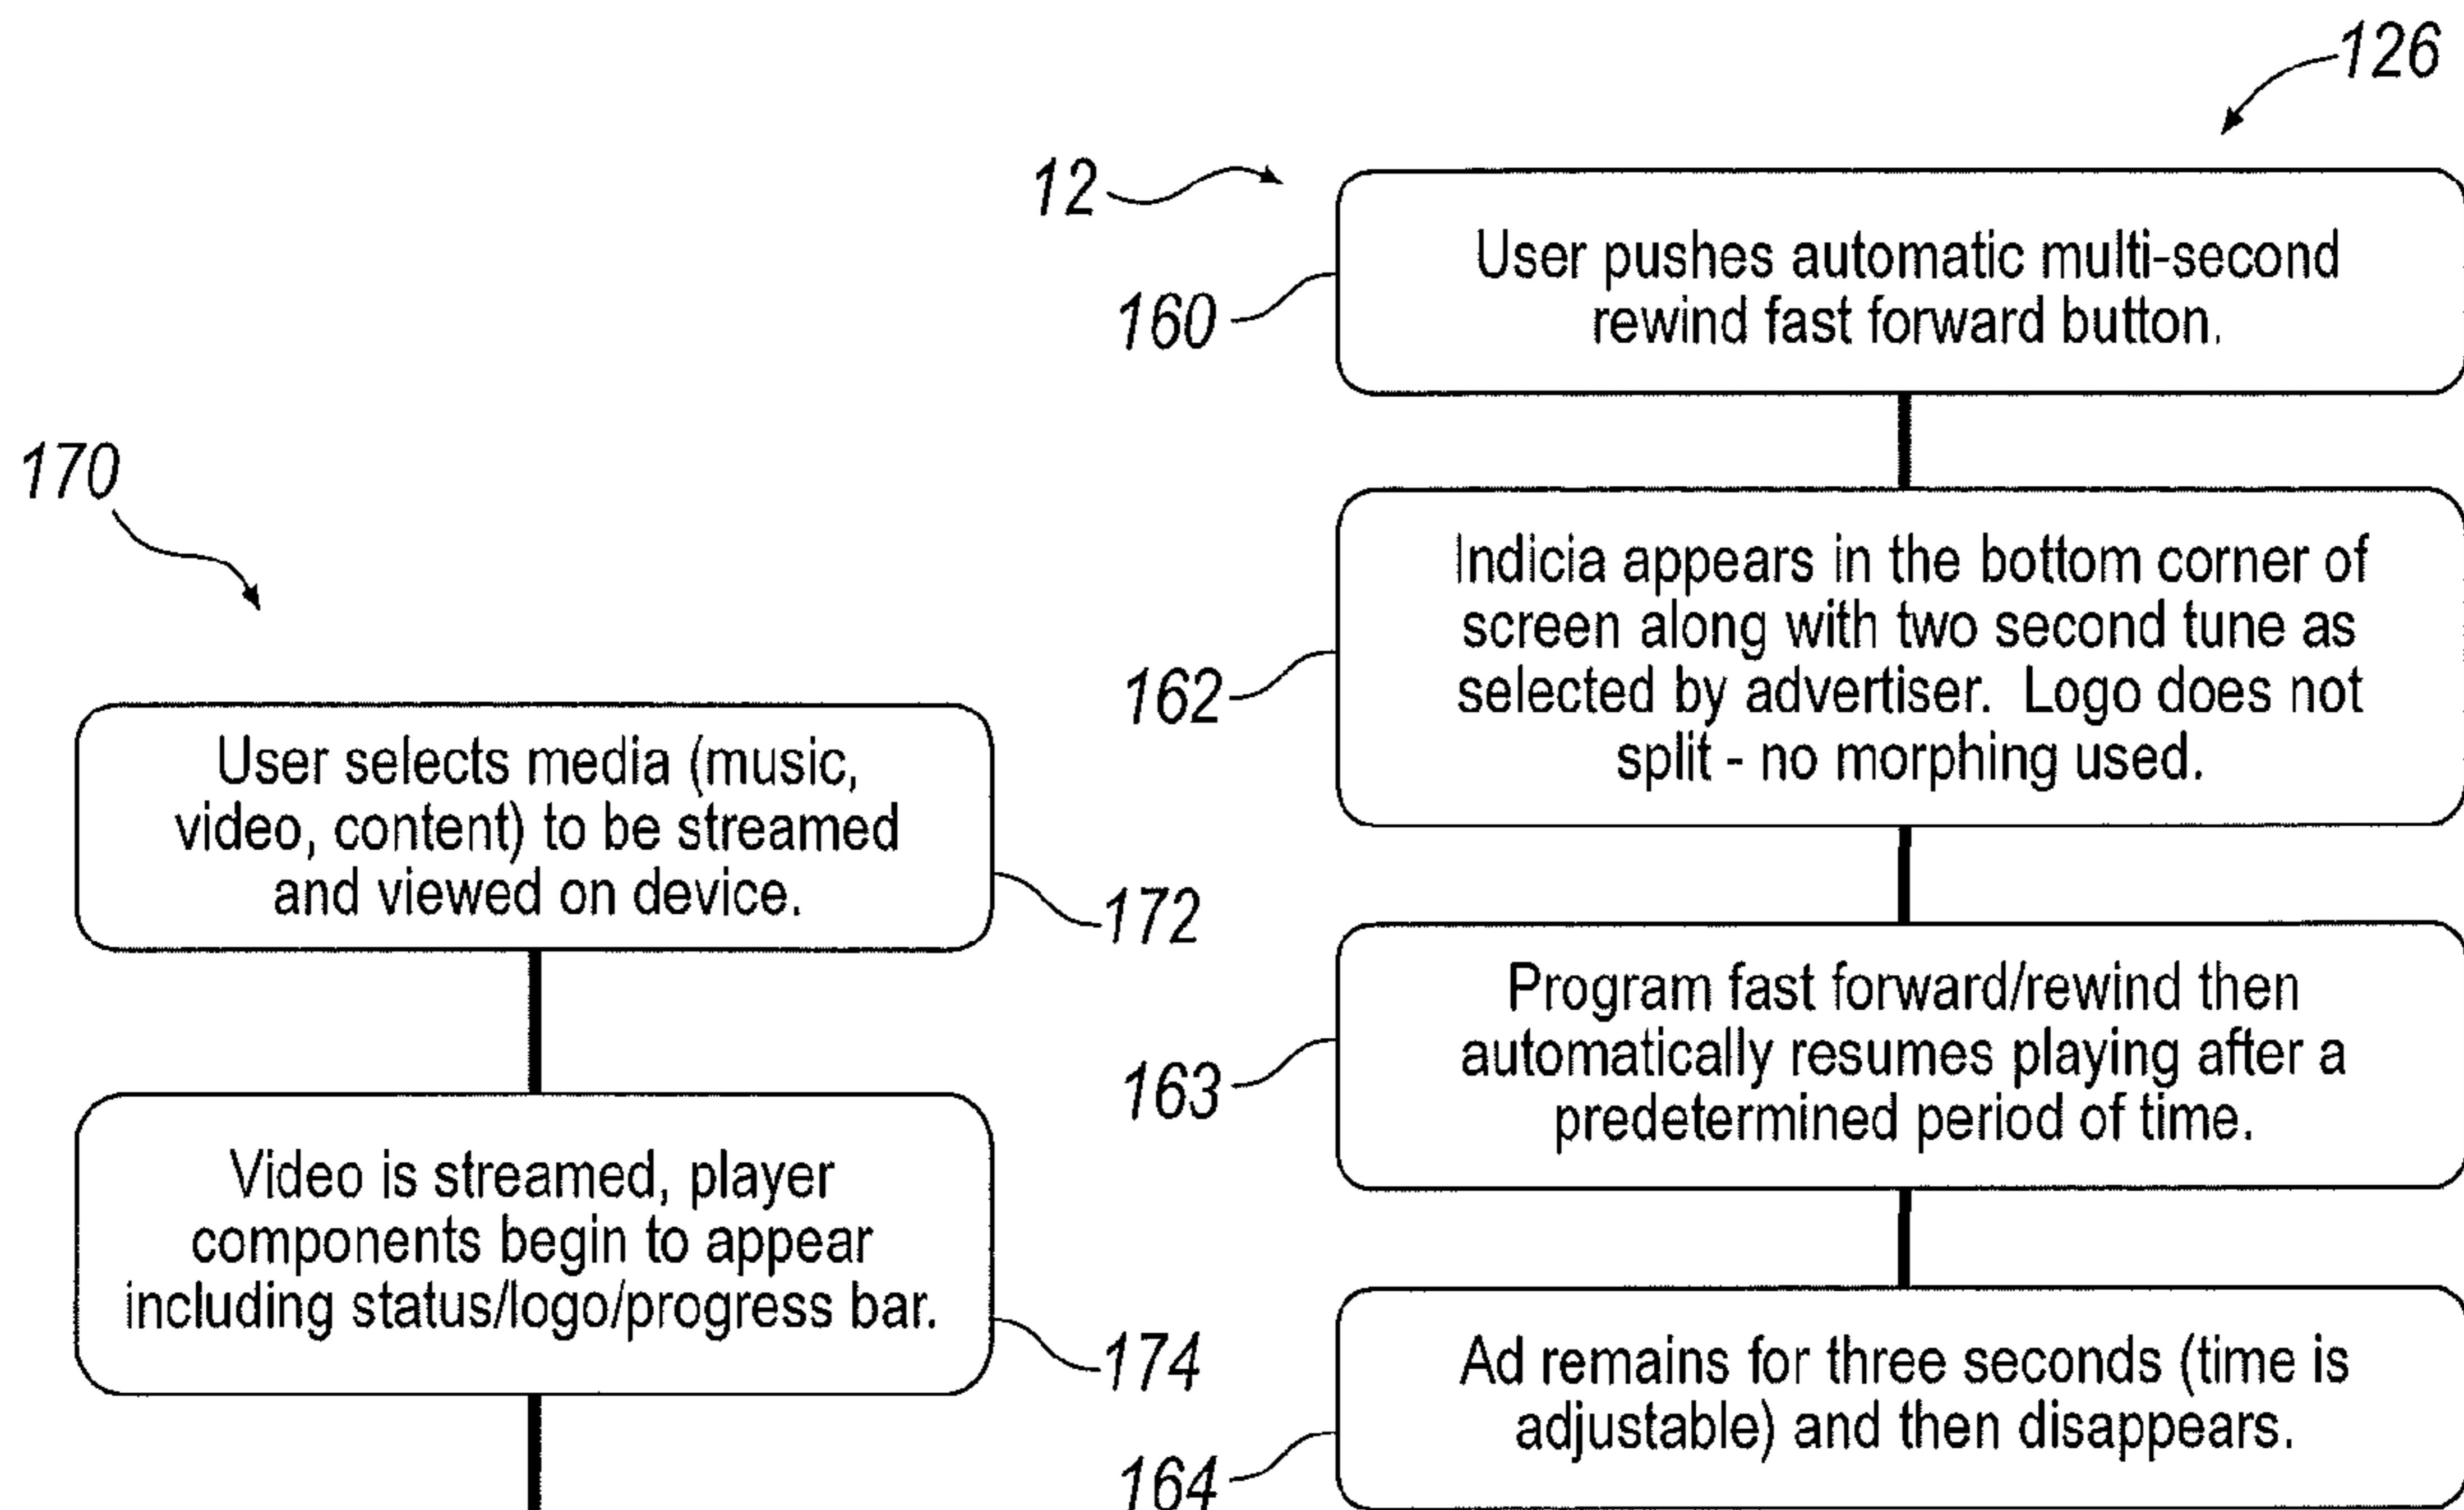 126
12
160
User pushes automatic multi-second
rewind fast forward button.
162
Indicia appears in the bottom corner of
screen along with two second tune as
selected by advertiser.  Logo does not
split - no morphing used.
163
Program fast forward/rewind then
automatically resumes playing after a
predetermined period of time.
164
Ad remains for three seconds (time is
adjustable) and then disappears.
170
User selects media (music,
video, content) to be streamed
and viewed on device.
172
Video is streamed, player
components begin to appear
including status/logo/progress bar.
174